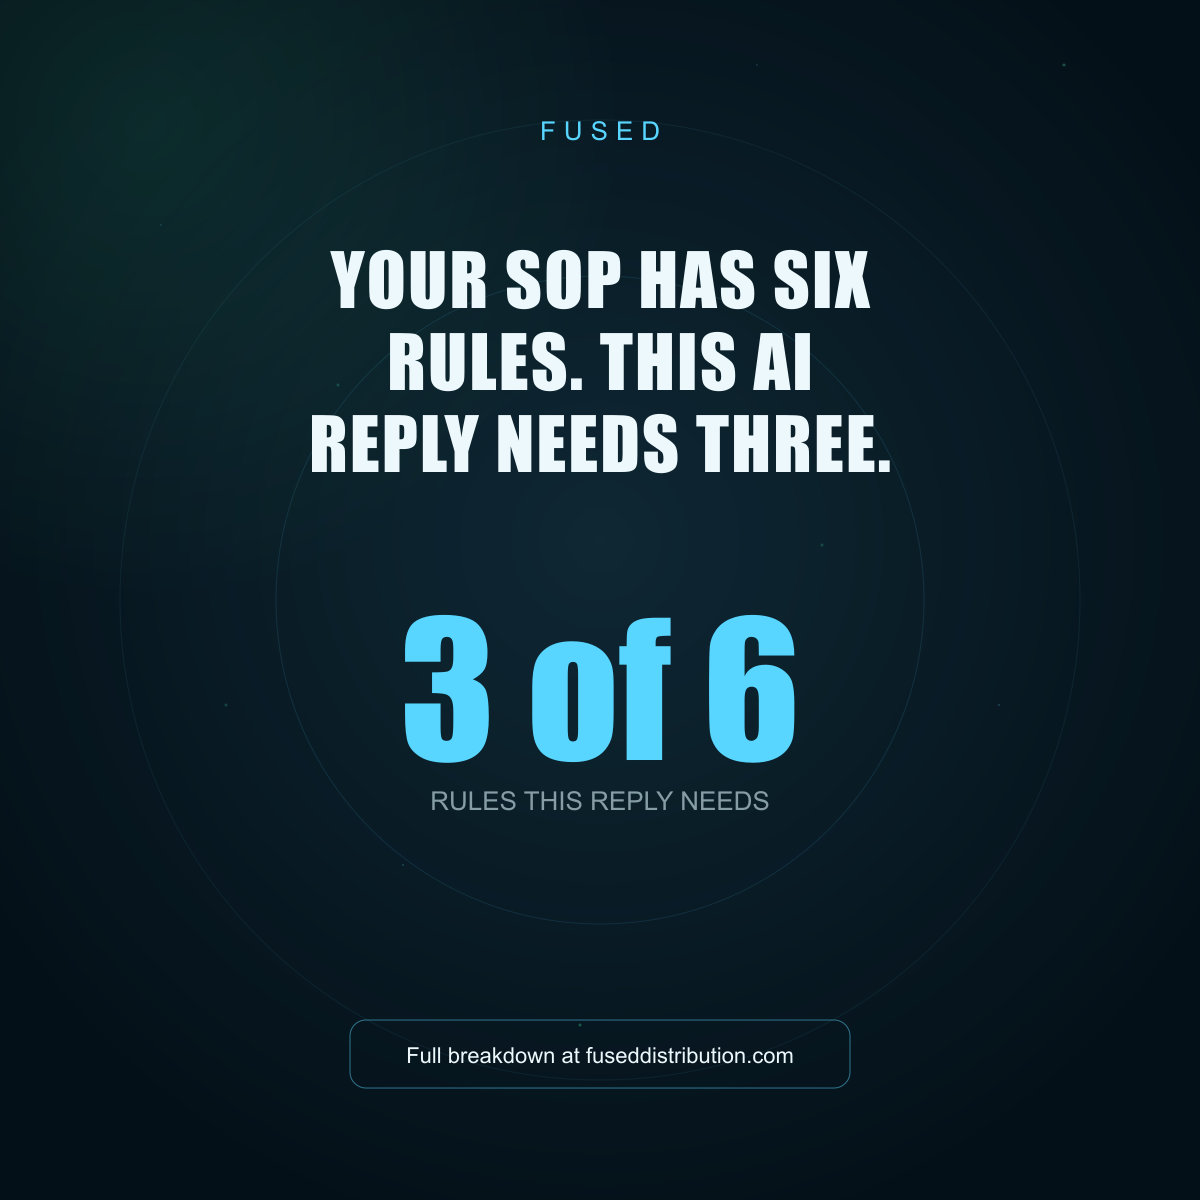 FUSED
YOUR SOP HAS SIX
RULES. THIS AI
REPLY NEEDS THREE.
3 of 6
RULES THIS REPLY NEEDS
Full breakdown at fuseddistribution.com